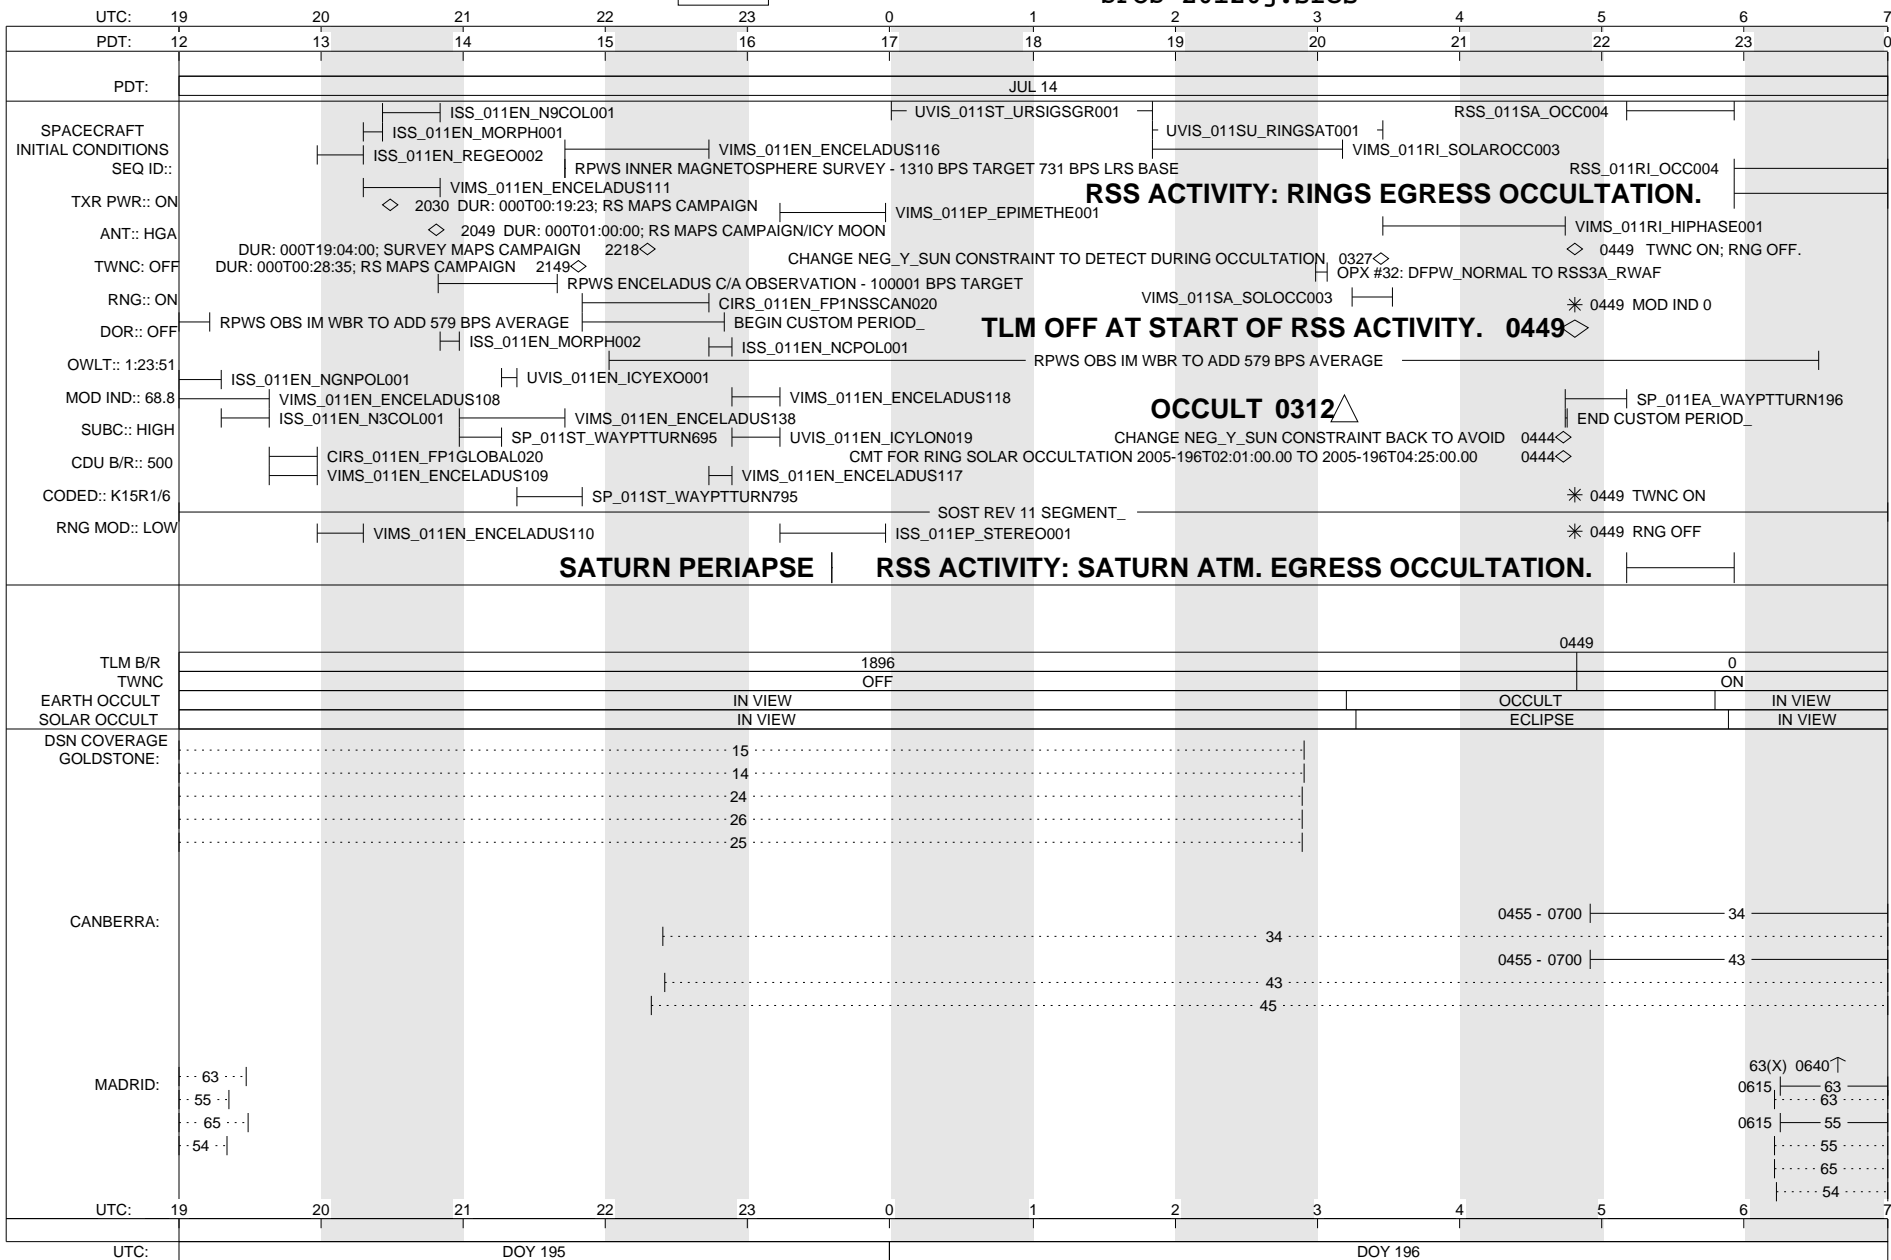 UTC: 19 20 21 22 23 0 1 2 3 4 5 6 7
PDT: 12 13 14 15 16 17 18 19 20 21 22 23 0
PDT: JUL 14
ISS_011EN_N9COL001 UVIS_011ST_URSIGSGR001 RSS_011SA_OCC004
SPACECRAFT ISS_011EN_MORPH001 UVIS_011SU_RINGSAT001
INITIAL CONDITIONS ISS_011EN_REGEO002 VIMS_011EN_ENCELADUS116 VIMS_011RI_SOLAROCC003
SEQ ID:: RPWS INNER MAGNETOSPHERE SURVEY - 1310 BPS TARGET 731 BPS LRS BASE RSS_011RI_OCC004
VIMS_011EN_ENCELADUS111 RSS ACTIVITY: RINGS EGRESS OCCULTATION.
TXR PWR:: ON 2030 DUR: 000T00:19:23; RS MAPS CAMPAIGN VIMS_011EP_EPIMETHE001
ANT:: HGA 2049 DUR: 000T01:00:00; RS MAPS CAMPAIGN/ICY MOON VIMS_011RI_HIPHASE001
DUR: 000T19:04:00; SURVEY MAPS CAMPAIGN 2218 0449 TWNC ON; RNG OFF.
CHANGE NEG_Y_SUN CONSTRAINT TO DETECT DURING OCCULTATION 0327
TWNC: OFF DUR: 000T00:28:35; RS MAPS CAMPAIGN 2149 OPX #32: DFPW_NORMAL TO RSS3A_RWAF
RPWS ENCELADUS C/A OBSERVATION - 100001 BPS TARGET
RNG:: ON CIRS_011EN_FP1NSSCAN020 VIMS_011SA_SOLOCC003 0449 MOD IND 0
DOR:: OFF RPWS OBS IM WBR TO ADD 579 BPS AVERAGE BEGIN CUSTOM PERIOD_ TLM OFF AT START OF RSS ACTIVITY. 0449
ISS_011EN_MORPH002 ISS_011EN_NCPOL001
OWLT:: 1:23:51 RPWS OBS IM WBR TO ADD 579 BPS AVERAGE
ISS_011EN_NGNPOL001 UVIS_011EN_ICYEXO001
MOD IND:: 68.8 VIMS_011EN_ENCELADUS108 VIMS_011EN_ENCELADUS118 SP_011EA_WAYPTTURN196
OCCULT 0312
ISS_011EN_N3COL001 VIMS_011EN_ENCELADUS138 END CUSTOM PERIOD_
SUBC:: HIGH SP_011ST_WAYPTTURN695 UVIS_011EN_ICYLON019 CHANGE NEG_Y_SUN CONSTRAINT BACK TO AVOID 0444
CIRS_011EN_FP1GLOBAL020 CMT FOR RING SOLAR OCCULTATION 2005-196T02:01:00.00 TO 2005-196T04:25:00.00 0444
CDU B/R:: 500 VIMS_011EN_ENCELADUS109 VIMS_011EN_ENCELADUS117
CODED:: K15R1/6 SP_011ST_WAYPTTURN795 0449 TWNC ON
SOST REV 11 SEGMENT_
RNG MOD:: LOW VIMS_011EN_ENCELADUS110 ISS_011EP_STEREO001 0449 RNG OFF
SATURN PERIAPSE RSS ACTIVITY: SATURN ATM. EGRESS OCCULTATION.
0449
TLM B/R 1896 0
TWNC OFF ON
EARTH OCCULT IN VIEW OCCULT IN VIEW
SOLAR OCCULT IN VIEW ECLIPSE IN VIEW
DSN COVERAGE
GOLDSTONE: 15
14
24
26
25
CANBERRA: 0455 - 0700 34
34
0455 - 0700 43
43
45
63(X) 0640
MADRID: 63 0615 63
55 63
65 0615 55
54 55
65
54
UTC: 19 20 21 22 23 0 1 2 3 4 5 6 7
UTC: DOY 195 DOY 196